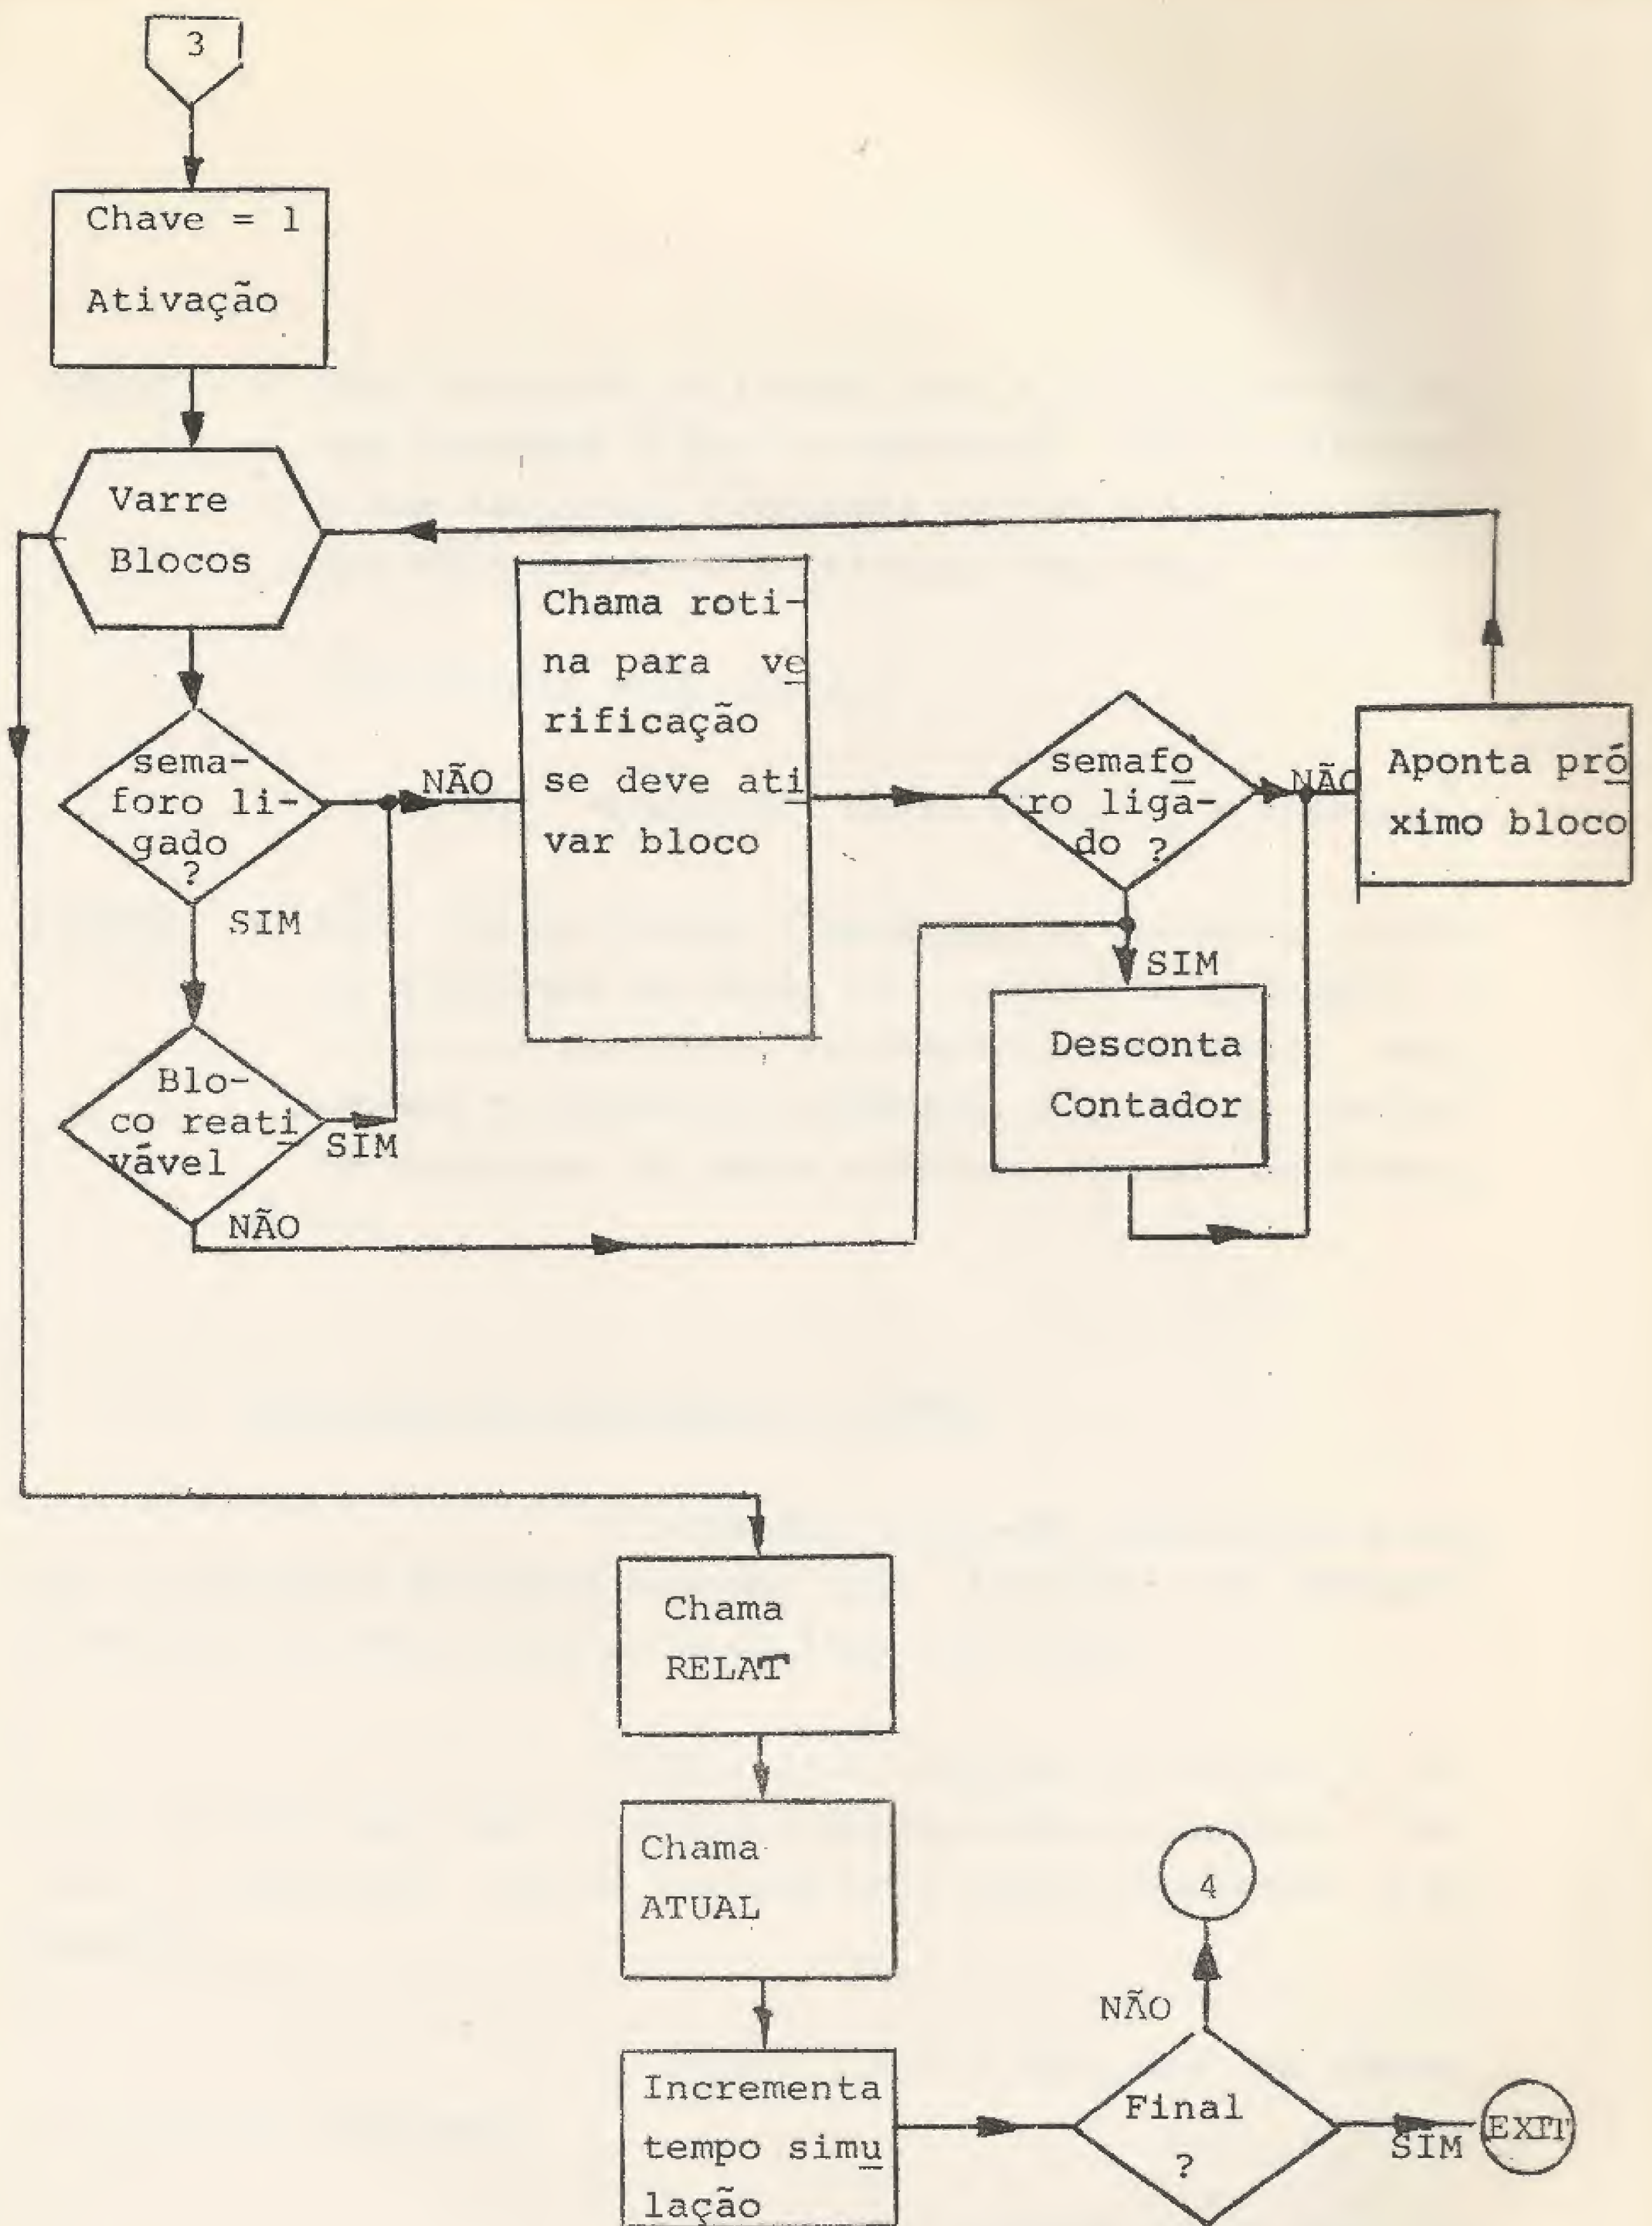 3
Chave = 1
Ativação
Varre
Blocos
sema-
foro li-
gado
?
NÃO
SIM
Blo-
co reati
vável
SIM
NÃO
Chama roti-
na para ve
rificação
se deve ati
var bloco
semafo
ro liga-
do ?
NÃO
SIM
Desconta
Contador
Aponta pró
ximo bloco
Chama
RELAT
Chama
ATUAL
Incrementa
tempo simu
lação
Final
?
NÃO
4
SIM
EXIT